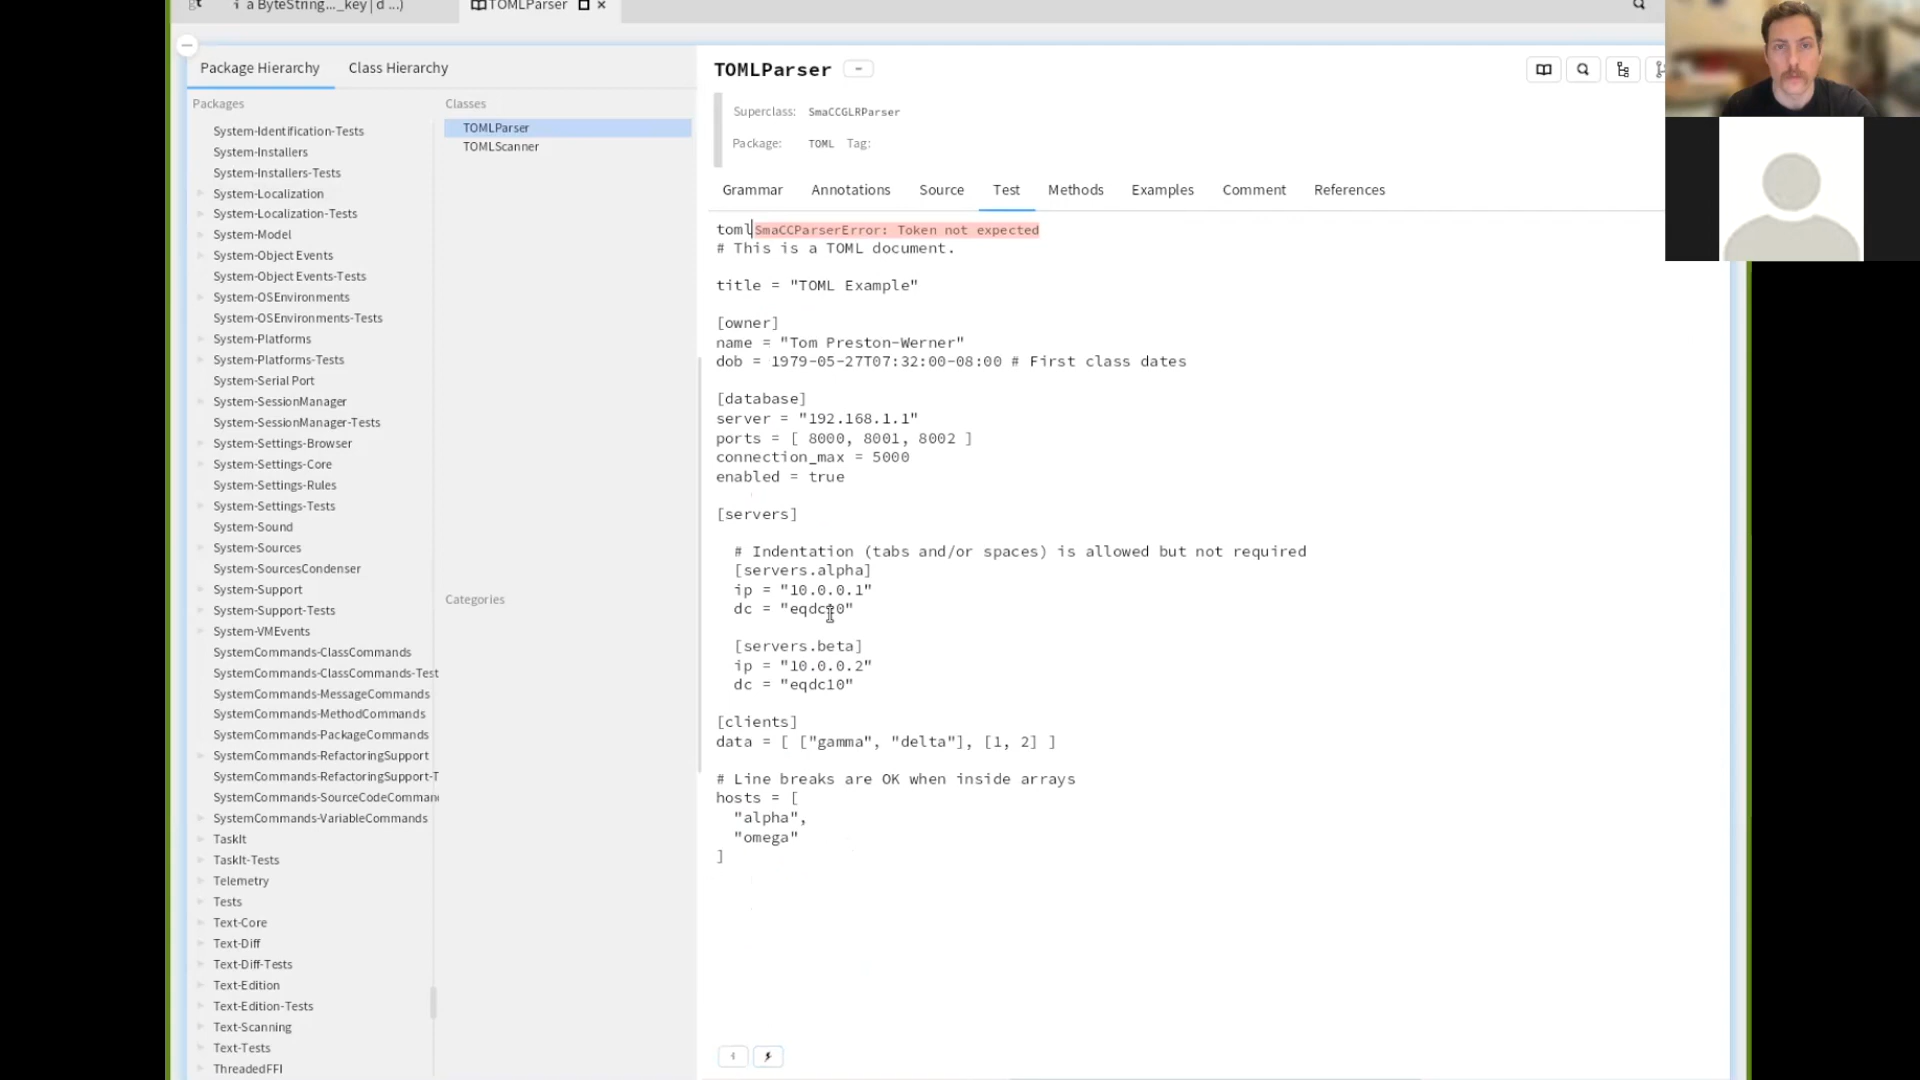 a ByteString..._key | d ...)
TOMLParser
Package Hierarchy
Class Hierarchy
Packages
System-Identification-Tests
System-Installers
System-Installers-Tests
System-Localization
System-Localization-Tests
System-Model
System-Object Events
System-Object Events-Tests
System-OSEnvironments
System-OSEnvironments-Tests
System-Platforms
System-Platforms-Tests
System-Serial Port
System-SessionManager
System-SessionManager-Tests
System-Settings-Browser
System-Settings-Core
System-Settings-Rules
System-Settings-Tests
System-Sound
System-Sources
System-SourcesCondenser
System-Support
System-Support-Tests
System-VMEvents
SystemCommands-ClassCommands
SystemCommands-ClassCommands-Test
SystemCommands-MessageCommands
SystemCommands-MethodCommands
SystemCommands-PackageCommands
SystemCommands-RefactoringSupport
SystemCommands-RefactoringSupport-T
SystemCommands-SourceCodeComman
SystemCommands-VariableCommands
TaskIt
TaskIt-Tests
Telemetry
Tests
Text-Core
Text-Diff
Text-Diff-Tests
Text-Edition
Text-Edition-Tests
Text-Scanning
Text-Tests
ThreadedFFI
Classes
TOMLParser
TOMLScanner
Categories
TOMLParser
Superclass: SmaCCGLRParser
Package: TOML Tag:
Grammar Annotations Source Test Methods Examples Comment References
toml SmaCCParserError: Token not expected
# This is a TOML document.
title = "TOML Example"
[owner]
name = "Tom Preston-Werner"
dob = 1979-05-27T07:32:00-08:00 # First class dates
[database]
server = "192.168.1.1"
ports = [ 8000, 8001, 8002 ]
connection_max = 5000
enabled = true
[servers]
# Indentation (tabs and/or spaces) is allowed but not required
[servers.alpha]
ip = "10.0.0.1"
dc = "eqdc10"
[servers.beta]
ip = "10.0.0.2"
dc = "eqdc10"
[clients]
data = [ ["gamma", "delta"], [1, 2] ]
# Line breaks are OK when inside arrays
hosts = [
"alpha",
"omega"
]